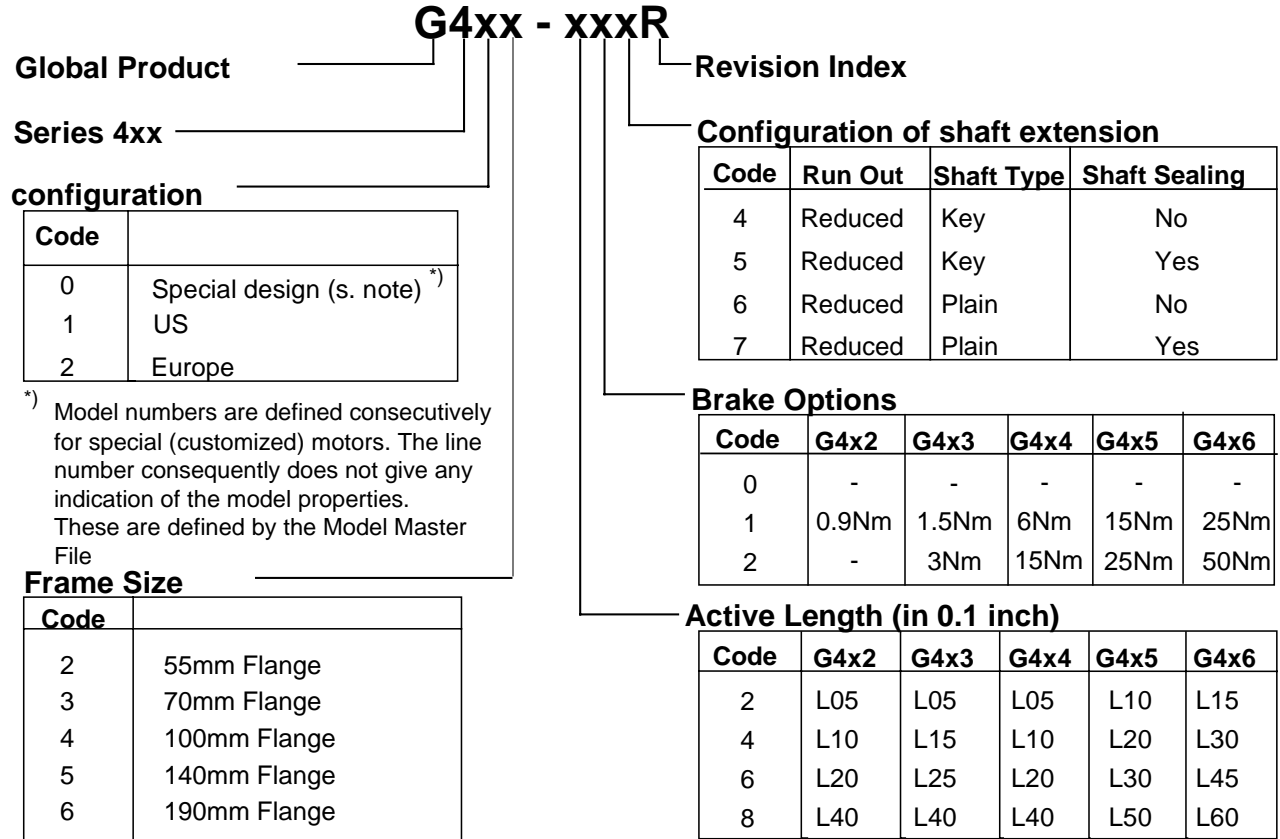 G4xx - xxxR
Global Product
Series 4xx
configuration
Code
0 Special design (s. note) *)
1 US
2 Europe
*) Model numbers are defined consecutively
for special (customized) motors. The line
number consequently does not give any
indication of the model properties.
These are defined by the Model Master
File
Frame Size
Code
2 55mm Flange
3 70mm Flange
4 100mm Flange
5 140mm Flange
6 190mm Flange
Revision Index
Configuration of shaft extension
Code Run Out Shaft Type Shaft Sealing
4 Reduced Key No
5 Reduced Key Yes
6 Reduced Plain No
7 Reduced Plain Yes
Brake Options
Code G4x2 G4x3 G4x4 G4x5 G4x6
0 - - - - -
1 0.9Nm 1.5Nm 6Nm 15Nm 25Nm
2 - 3Nm 15Nm 25Nm 50Nm
Active Length (in 0.1 inch)
Code G4x2 G4x3 G4x4 G4x5 G4x6
2 L05 L05 L05 L10 L15
4 L10 L15 L10 L20 L30
6 L20 L25 L20 L30 L45
8 L40 L40 L40 L50 L60